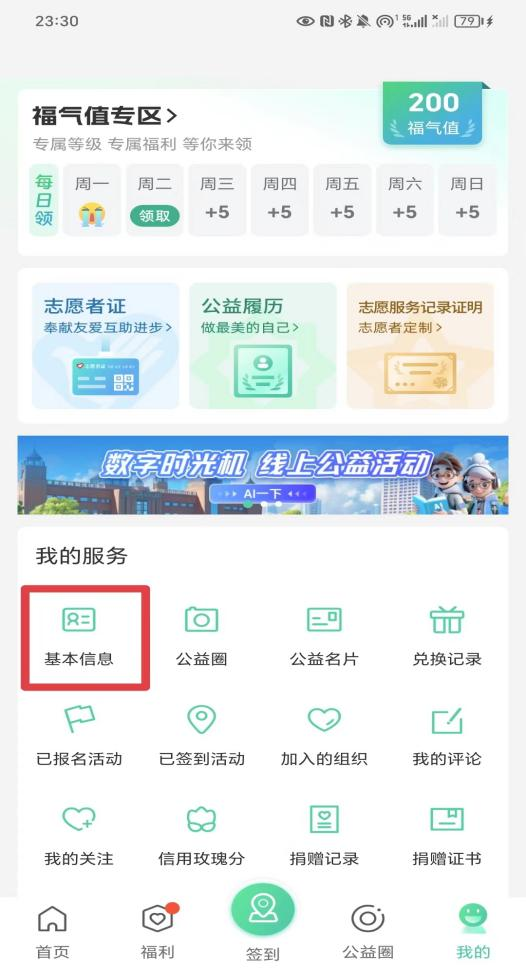 23:30
5G
79
福气值专区>
专属等级 专属福利 等你来领
200
福气值
每日领
周一
周二
领取
周三
+5
周四
+5
周五
+5
周六
+5
周日
+5
志愿者证
奉献友爱互助进步>
公益履历
做最美的自己>
志愿服务记录证明
志愿者定制>
数字时光机 线上公益活动
AI一下
AI
我的服务
基本信息
公益圈
公益名片
兑换记录
已报名活动
已签到活动
加入的组织
我的评论
我的关注
信用玫瑰分
捐赠记录
捐赠证书
首页
福利
签到
公益圈
我的